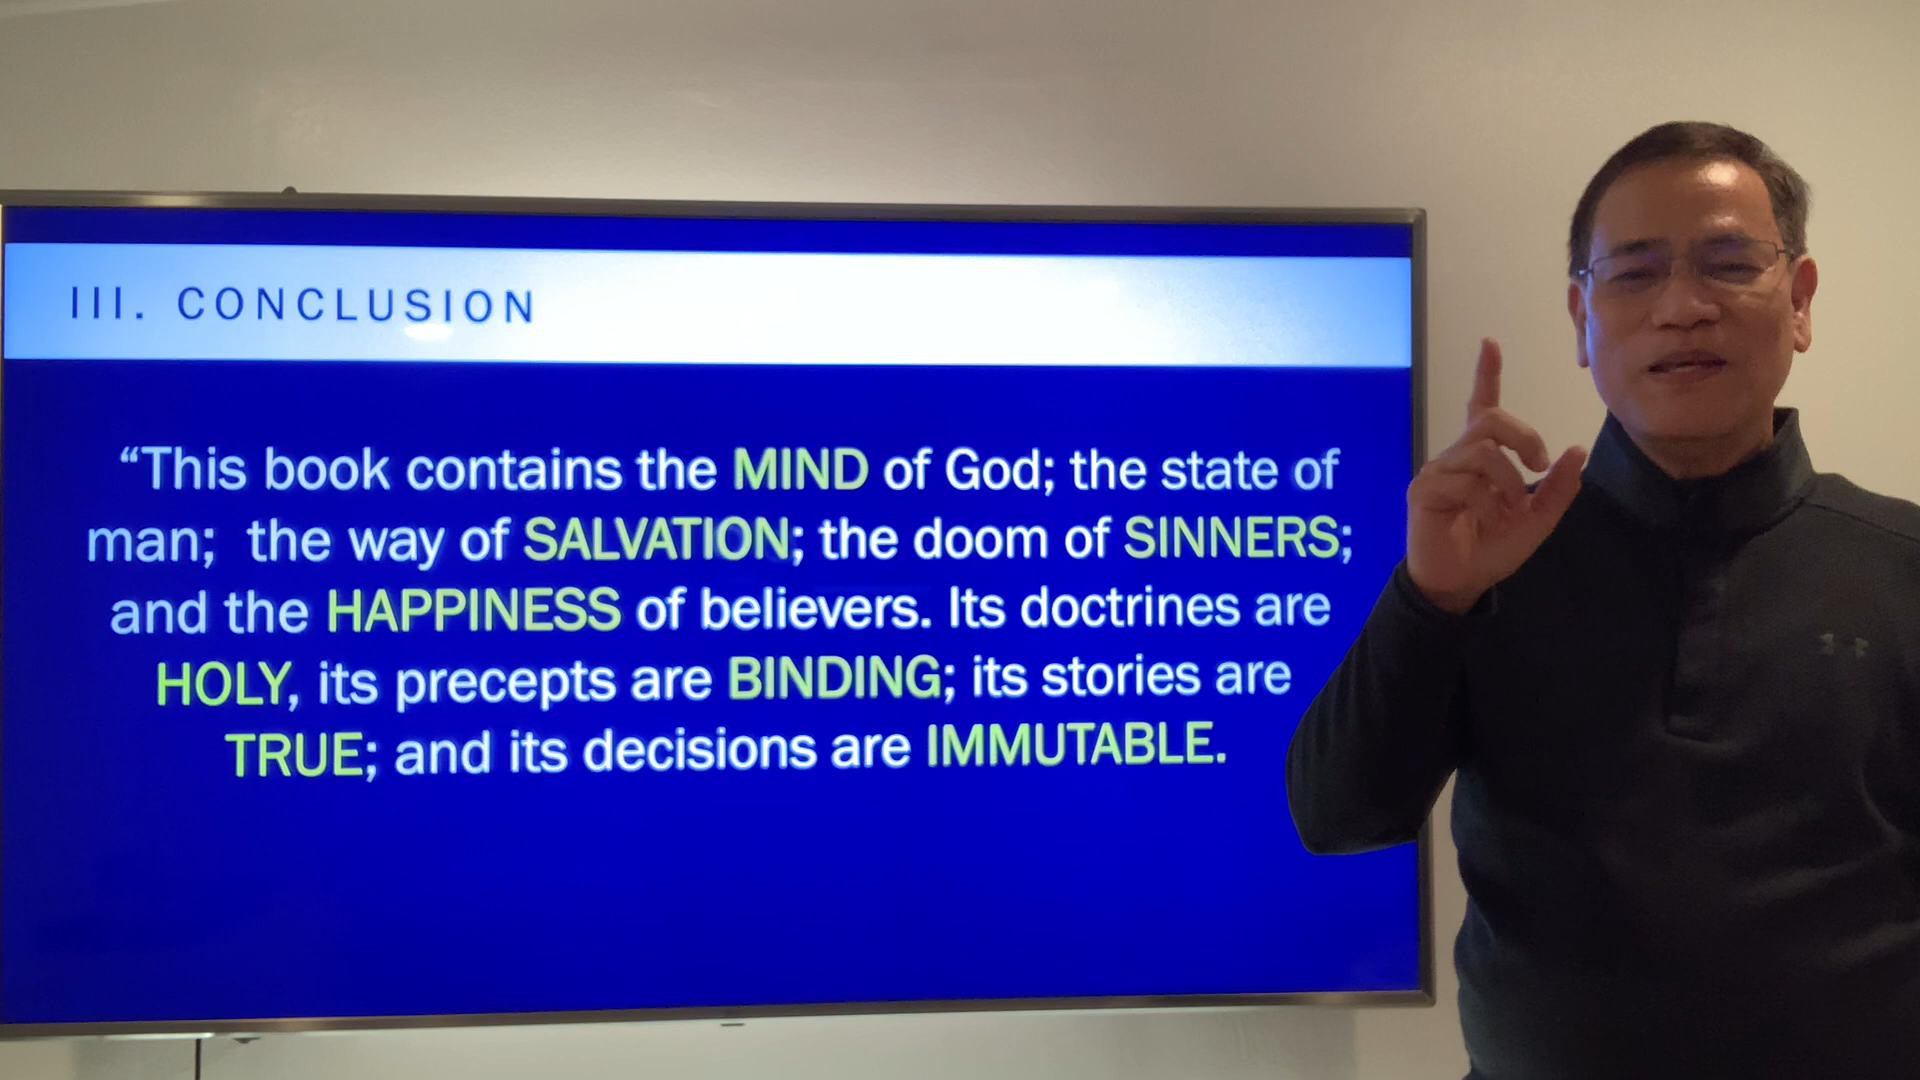 III. CONCLUSION
“This book contains the MIND of God; the state of
man;  the way of SALVATION; the doom of SINNERS;
and the HAPPINESS of believers. Its doctrines are
HOLY, its precepts are BINDING; its stories are
TRUE; and its decisions are IMMUTABLE.